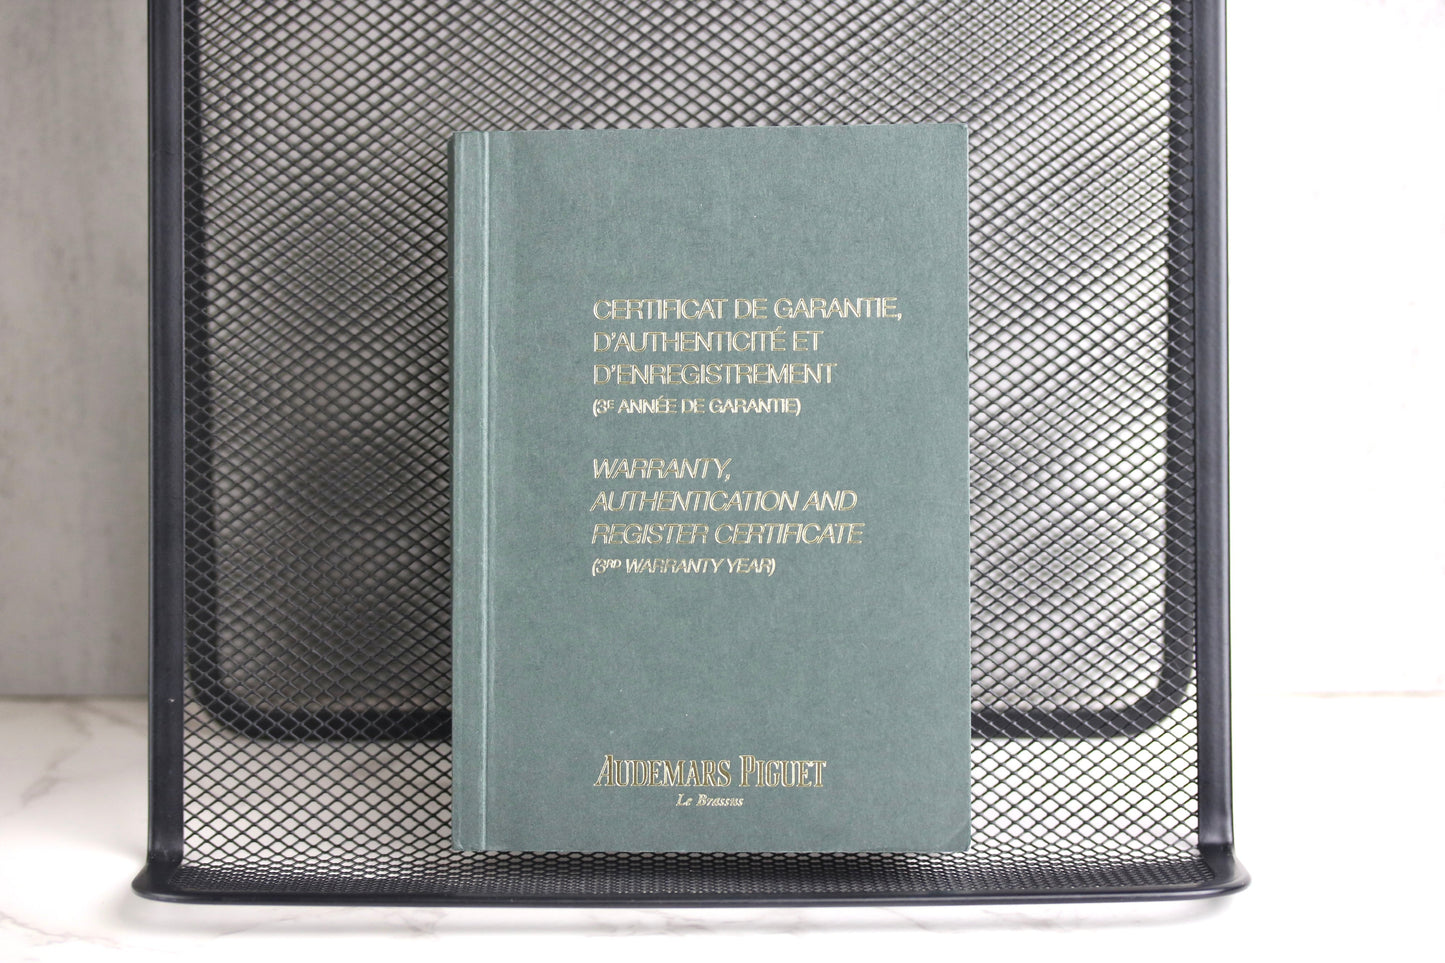 CERTIFICAT DE GARANTIE,
D'AUTHENTICITÉ ET
D'ENREGISTREMENT
(3E ANNÉE DE GARANTIE)
WARRANTY,
AUTHENTICATION AND
REGISTER CERTIFICATE
(3RD WARRANTY YEAR)
AUDEMARS PIGUET
Le Brassus